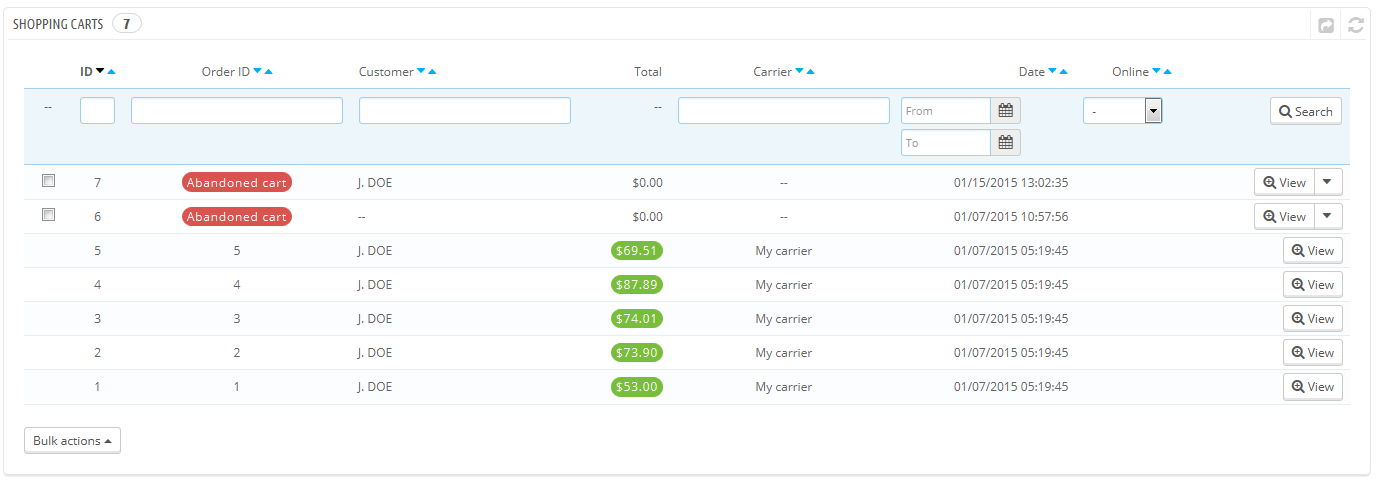 SHOPPING CARTS 7
ID Order ID Customer Total Carrier Date Online
-- -- From - Search
To
7 Abandoned cart J. DOE $0.00 -- 01/15/2015 13:02:35 View
6 Abandoned cart -- $0.00 -- 01/07/2015 10:57:56 View
5 5 J. DOE $69.51 My carrier 01/07/2015 05:19:45 View
4 4 J. DOE $87.89 My carrier 01/07/2015 05:19:45 View
3 3 J. DOE $74.01 My carrier 01/07/2015 05:19:45 View
2 2 J. DOE $73.90 My carrier 01/07/2015 05:19:45 View
1 1 J. DOE $53.00 My carrier 01/07/2015 05:19:45 View
Bulk actions